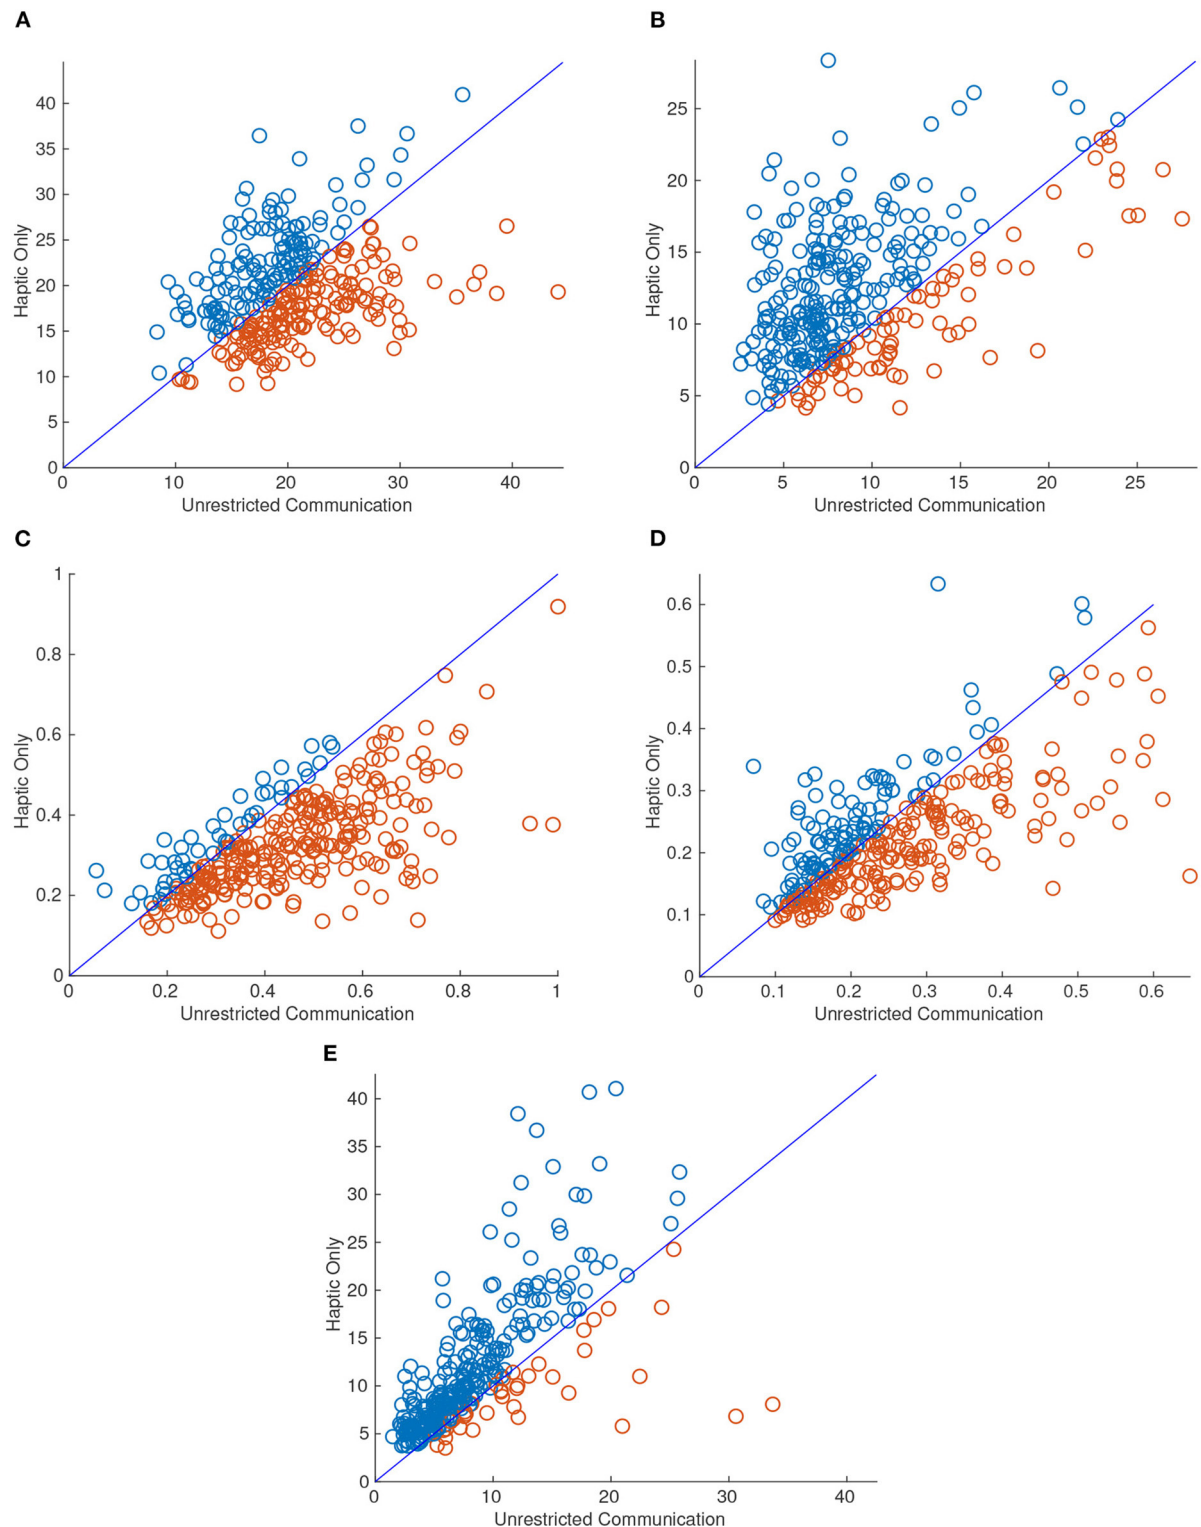 A
Haptic Only
40
35
30
25
20
15
10
5
0
0 10 20 30 40
Unrestricted Communication
B
Haptic Only
25
20
15
10
5
0
0 5 10 15 20 25
Unrestricted Communication
C
Haptic Only
1
0.8
0.6
0.4
0.2
0
0 0.2 0.4 0.6 0.8 1
Unrestricted Communication
D
Haptic Only
0.6
0.5
0.4
0.3
0.2
0.1
0
0 0.1 0.2 0.3 0.4 0.5 0.6
Unrestricted Communication
E
Haptic Only
40
35
30
25
20
15
10
5
0
0 10 20 30 40
Unrestricted Communication